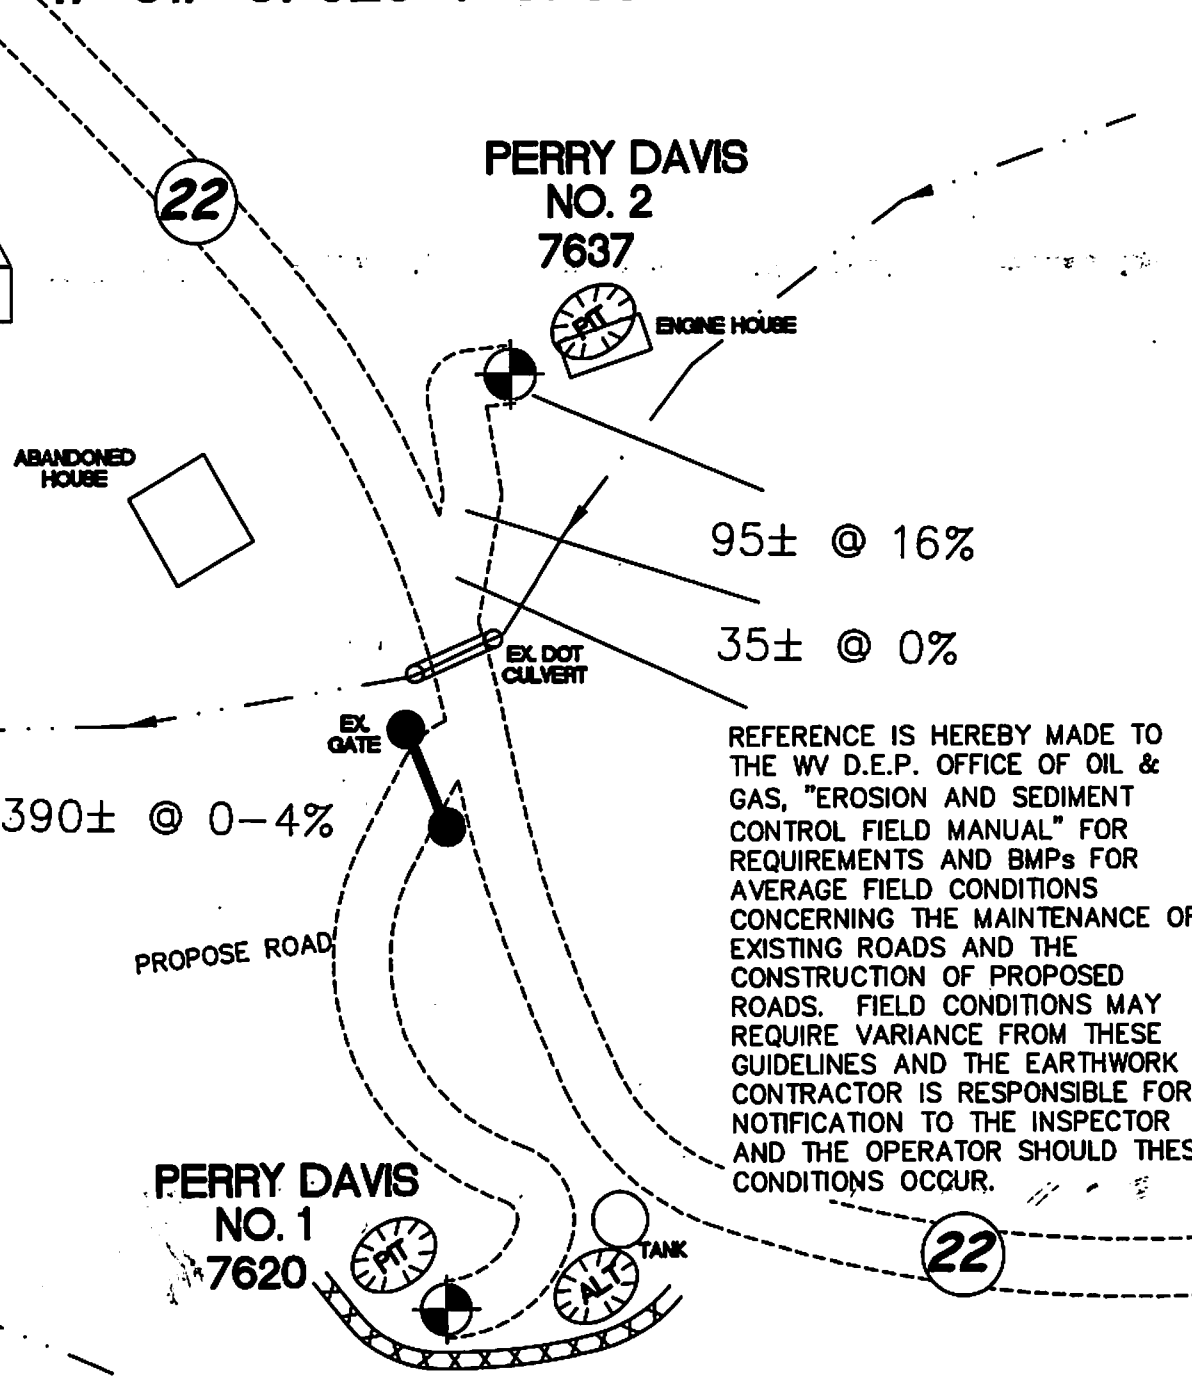 22
PERRY DAVIS
NO. 2
7637
PIT
ENGINE HOUSE
ABANDONED
HOUSE
95± @ 16%
35± @ 0%
EX. DOT
CULVERT
EX.
GATE
390± @ 0-4%
PROPOSE ROAD
REFERENCE IS HEREBY MADE TO
THE WV D.E.P. OFFICE OF OIL &
GAS, "EROSION AND SEDIMENT
CONTROL FIELD MANUAL" FOR
REQUIREMENTS AND BMPs FOR
AVERAGE FIELD CONDITIONS
CONCERNING THE MAINTENANCE OF
EXISTING ROADS AND THE
CONSTRUCTION OF PROPOSED
ROADS. FIELD CONDITIONS MAY
REQUIRE VARIANCE FROM THESE
GUIDELINES AND THE EARTHWORK
CONTRACTOR IS RESPONSIBLE FOR
NOTIFICATION TO THE INSPECTOR
AND THE OPERATOR SHOULD THES
CONDITIONS OCCUR.
PERRY DAVIS
NO. 1
7620
PIT
TANK
ALT
22